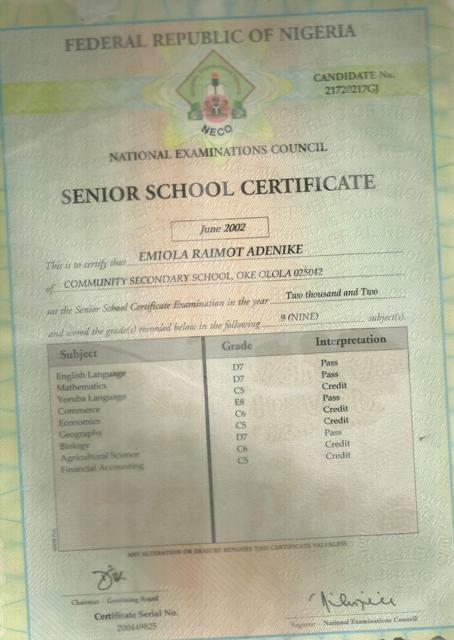 FEDERAL REPUBLIC OF NIGERIA
CANDIDATE No.
21720217GJ
NECO
NATIONAL EXAMINATIONS COUNCIL
SENIOR SCHOOL CERTIFICATE
June 2002
This is to certify that EMIOLA RAIMOT ADENIKE
of COMMUNITY SECONDARY SCHOOL, OKE OLOLA 025042
sat the Senior School Certificate Examination in the year Two thousand and Two
and scored the grade(s) recorded below in the following 9 (NINE) subject(s).
Subject Grade Interpretation
English Language D7 Pass
Mathematics D7 Pass
Yoruba Language C5 Credit
Commerce E8 Pass
Economics C6 Credit
Geography C5 Credit
Biology D7 Pass
Agricultural Science C6 Credit
Financial Accounting C5 Credit
ANY ALTERATION OR ERASURE RENDERS THIS CERTIFICATE VALUELESS
Chairman - Governing Board
Certificate Serial No.
200449825
Registrar - National Examinations Council